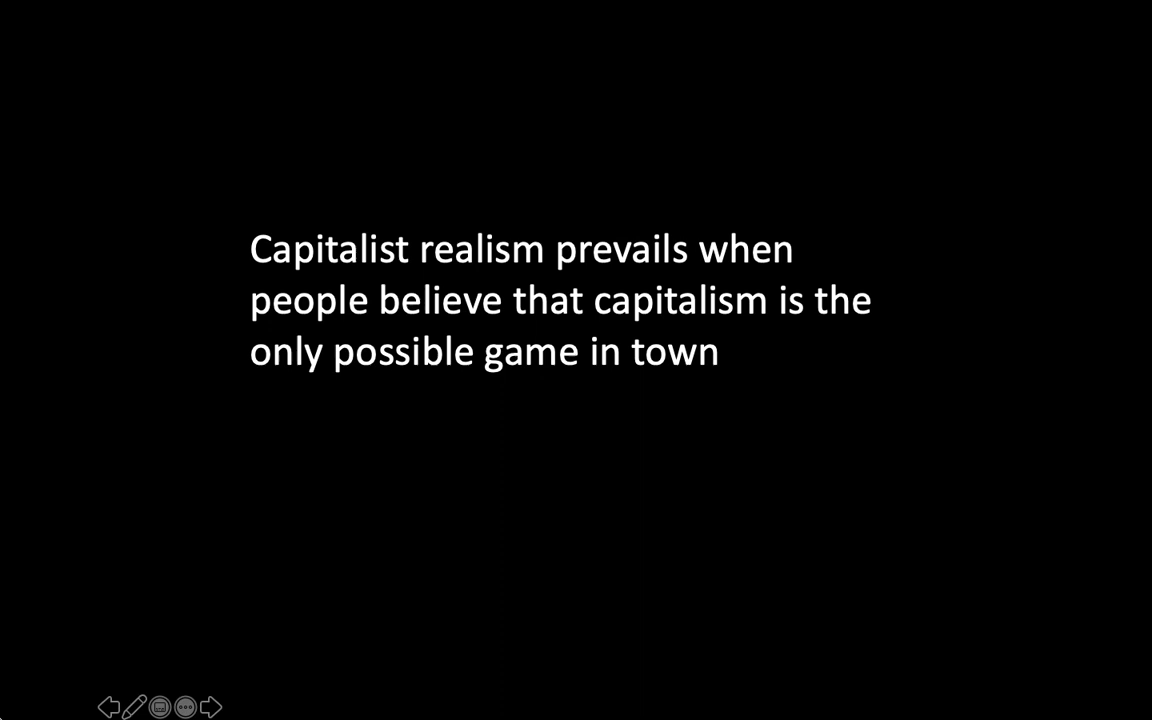 Capitalist realism prevails when
people believe that capitalism is the
only possible game in town